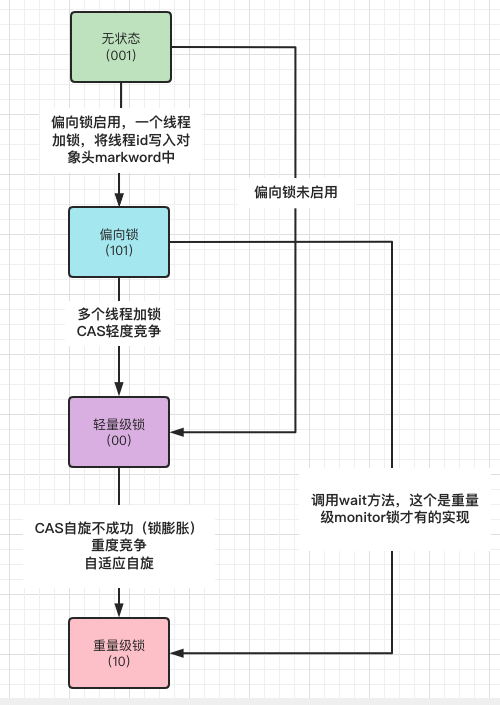 无状态
(001)
偏向锁启用，一个线程
加锁，将线程id写入对
象头markword中
偏向锁未启用
偏向锁
(101)
多个线程加锁
CAS轻度竞争
轻量级锁
(00)
调用wait方法，这个是重量
级monitor锁才有的实现
CAS自旋不成功（锁膨胀）
重度竞争
自适应自旋
重量级锁
(10)